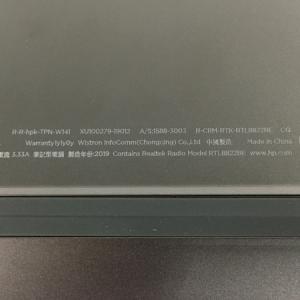 R-R-hpk-TPN-W141 XU100279-19012 A/S:1588-3003 R-CRM-RTK-RTL8822BE CG
Warranty1y1y0y Wistron InfoComm(Chongqing) Co.,Ltd 中國製造 Made in China
電流 3.33A 筆記型電腦 製造年份:2019 Contains Realtek Radio Model:RTL8822BE www.hp.com